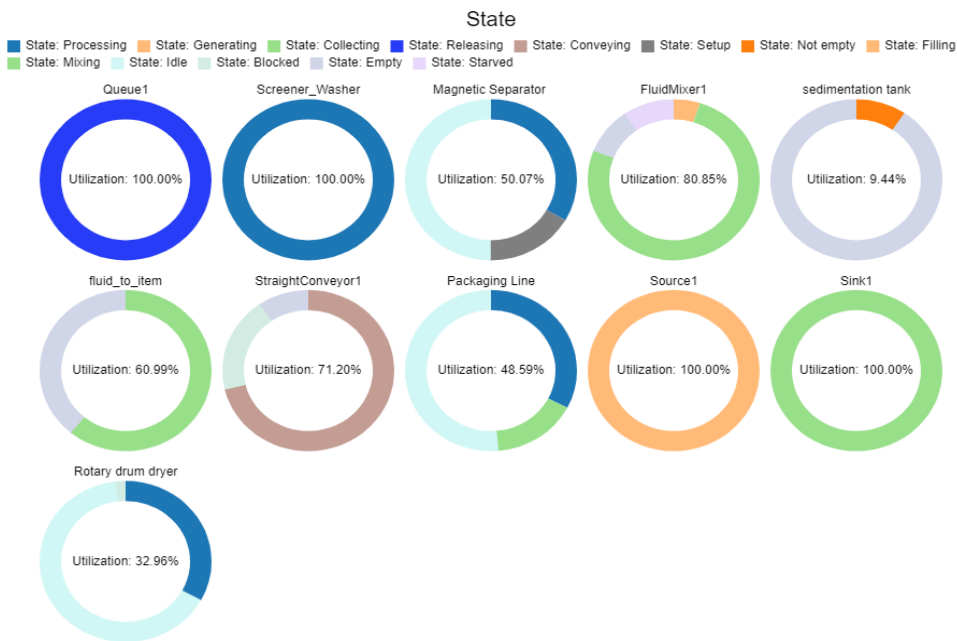 State
State: Processing State: Generating State: Collecting State: Releasing State: Conveying State: Setup State: Not empty State: Filling
State: Mixing State: Idle State: Blocked State: Empty State: Starved
Queue1 Screener_Washer Magnetic Separator FluidMixer1 sedimentation tank
Utilization: 100.00% Utilization: 100.00% Utilization: 50.07% Utilization: 80.85% Utilization: 9.44%
fluid_to_item StraightConveyor1 Packaging Line Source1 Sink1
Utilization: 60.99% Utilization: 71.20% Utilization: 48.59% Utilization: 100.00% Utilization: 100.00%
Rotary drum dryer
Utilization: 32.96%